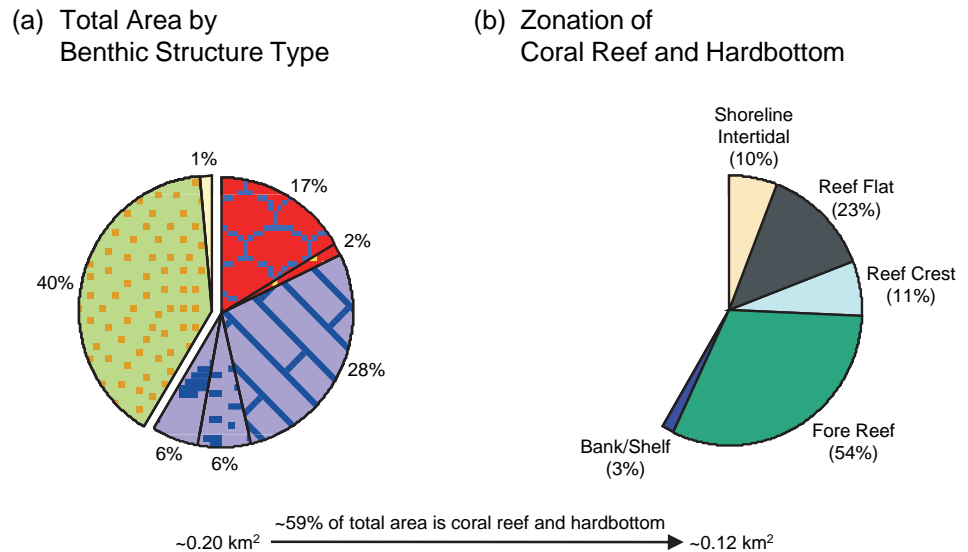 (a) Total Area by
Benthic Structure Type
1%
17%
2%
40%
28%
6%
6%
(b) Zonation of
Coral Reef and Hardbottom
Shoreline
Intertidal
(10%)
Reef Flat
(23%)
Reef Crest
(11%)
Fore Reef
(54%)
Bank/Shelf
(3%)
~59% of total area is coral reef and hardbottom
~0.20 km²
~0.12 km²